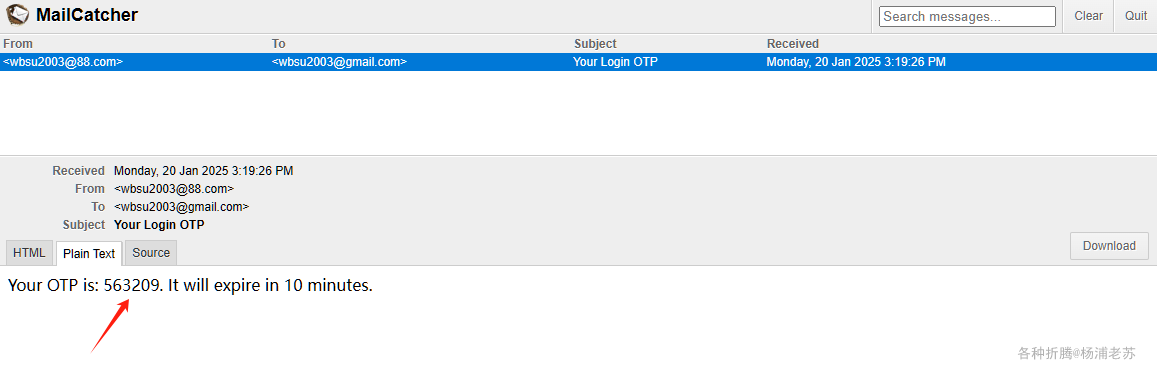 MailCatcher Search messages... Clear Quit
From To Subject Received
<wbsu2003@88.com> <wbsu2003@gmail.com> Your Login OTP Monday, 20 Jan 2025 3:19:26 PM
Received Monday, 20 Jan 2025 3:19:26 PM
From <wbsu2003@88.com>
To <wbsu2003@gmail.com>
Subject Your Login OTP
HTML Plain Text Source Download
Your OTP is: 563209. It will expire in 10 minutes.
各种折腾@杨浦老苏